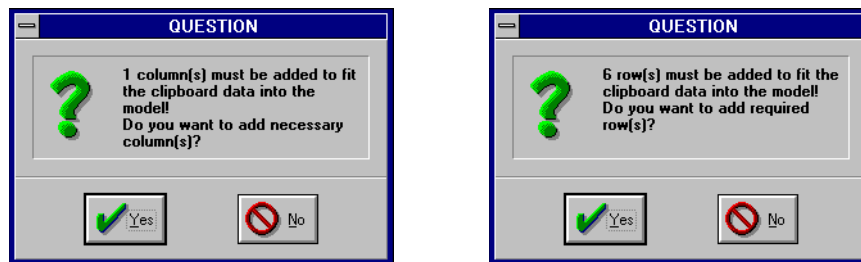 QUESTION
1 column(s) must be added to fit
the clipboard data into the
model!
Do you want to add necessary
column(s)?
Yes
No
QUESTION
6 row(s) must be added to fit the
clipboard data into the model!
Do you want to add required
row(s)?
Yes
No